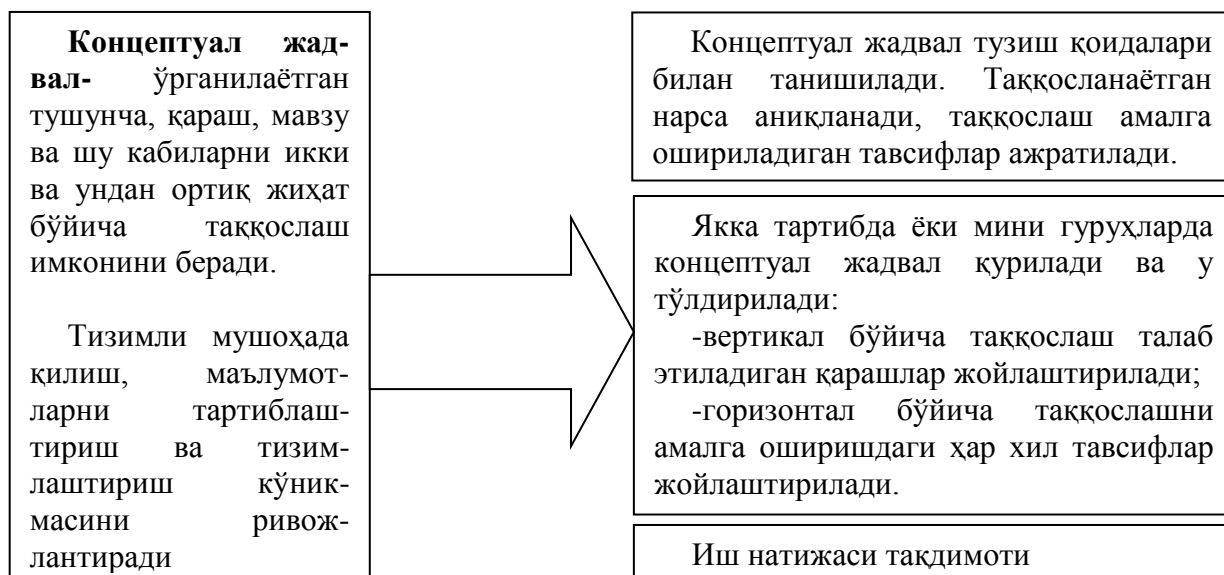 Концептуал жад-
вал- ўрганилаётган
тушунча, қараш, мавзу
ва шу кабиларни икки
ва ундан ортиқ жиҳат
бўйича таққослаш
имконини беради.
Тизимли мушоҳада
қилиш, маълумот-
ларни тартиблаш-
тириш ва тизим-
лаштириш кўник-
масини ривож-
лантиради
Концептуал жадвал тузиш қоидалари
билан танишилади. Таққосланаётган
нарса аниқланади, таққослаш амалга
ошириладиган тавсифлар ажратилади.
Якка тартибда ёки мини гуруҳларда
концептуал жадвал қурилади ва у
тўлдирилади:
-вертикал бўйича таққослаш талаб
этиладиган қарашлар жойлаштирилади;
-горизонтал бўйича таққослашни
амалга оширишдаги ҳар хил тавсифлар
жойлаштирилади.
Иш натижаси тақдимоти